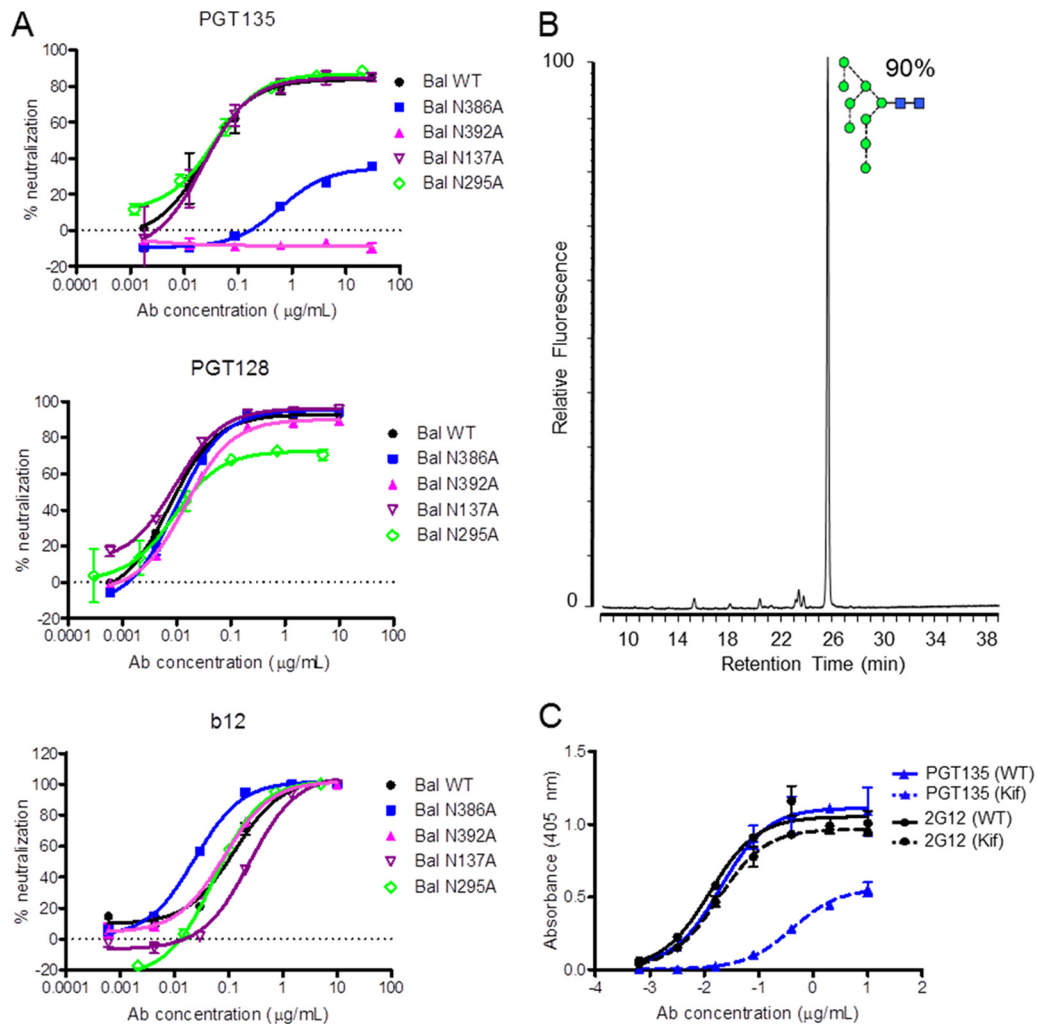 A
PGT135
% neutralization
100
80
60
40
20
0
-20
0.0001 0.001 0.01 0.1 1 10 100
Ab concentration ( μg/mL)
Bal WT
Bal N386A
Bal N392A
Bal N137A
Bal N295A
PGT128
% neutralization
100
80
60
40
20
0
-20
0.0001 0.001 0.01 0.1 1 10 100
Ab concentration (μg/mL)
Bal WT
Bal N386A
Bal N392A
Bal N137A
Bal N295A
b12
% neutralization
120
100
80
60
40
20
0
-20
0.0001 0.001 0.01 0.1 1 10 100
Ab concentration (μg/mL)
Bal WT
Bal N386A
Bal N392A
Bal N137A
Bal N295A
B
100
0
Relative Fluorescence
90%
10 14 18 22 26 30 34 38
Retention Time (min)
C
Absorbance (405 nm)
1.5
1.0
0.5
0.0
-4 -3 -2 -1 0 1 2
Ab concentration (μg/mL)
PGT135 (WT)
PGT135 (Kif)
2G12 (WT)
2G12 (Kif)